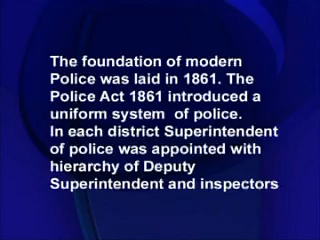 The foundation of modern
Police was laid in 1861. The
Police Act 1861 introduced a
uniform system of police.
In each district Superintendent
of police was appointed with
hierarchy of Deputy
Superintendent and inspectors